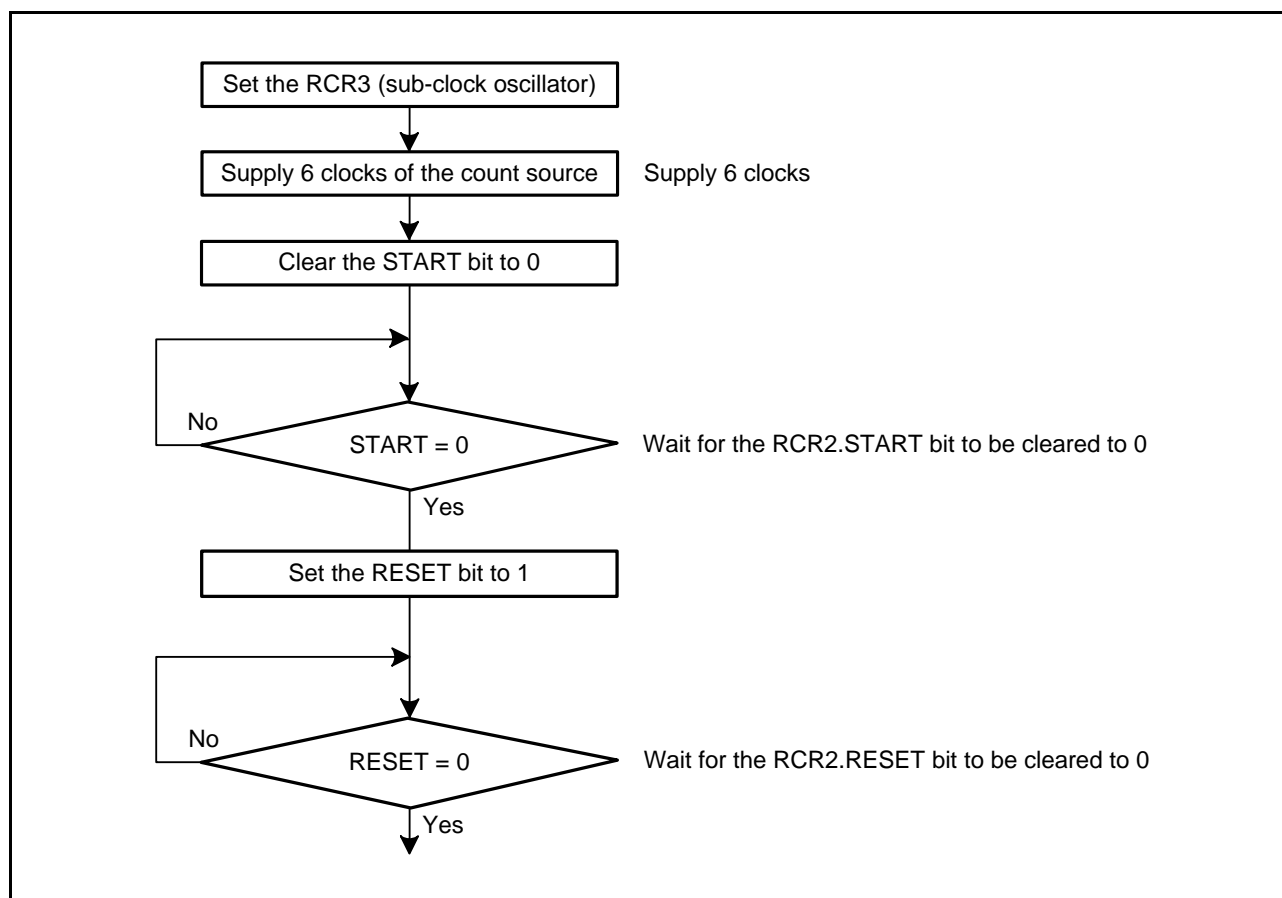 Set the RCR3 (sub-clock oscillator)
Supply 6 clocks of the count source
Supply 6 clocks
Clear the START bit to 0
No
START = 0
Wait for the RCR2.START bit to be cleared to 0
Yes
Set the RESET bit to 1
No
RESET = 0
Wait for the RCR2.RESET bit to be cleared to 0
Yes